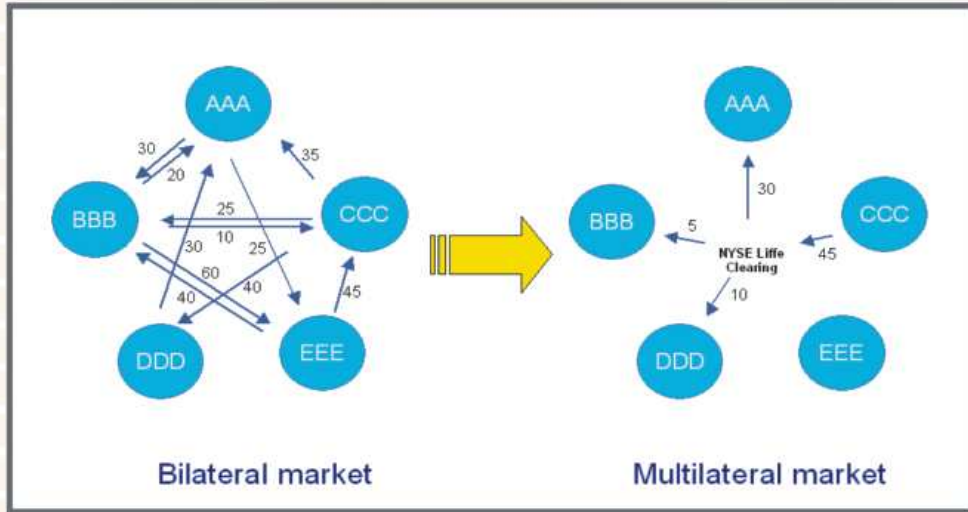 AAA
30
20
35
BBB
25
10
CCC
30
25
60
40
40
45
DDD
EEE
Bilateral market
AAA
30
BBB
5
CCC
45
NYSE Liffe
Clearing
10
DDD
EEE
Multilateral market